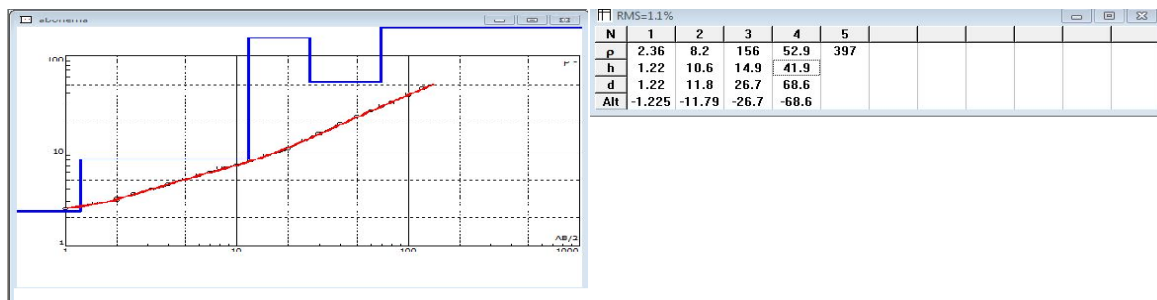 RMS=1.1%
N 1 2 3 4 5
ρ 2.36 8.2 156 52.9 397
h 1.22 10.6 14.9 41.9
d 1.22 11.8 26.7 68.6
Alt -1.225 -11.79 -26.7 -68.6
100
10
1
1 10 100 1000
AB/2